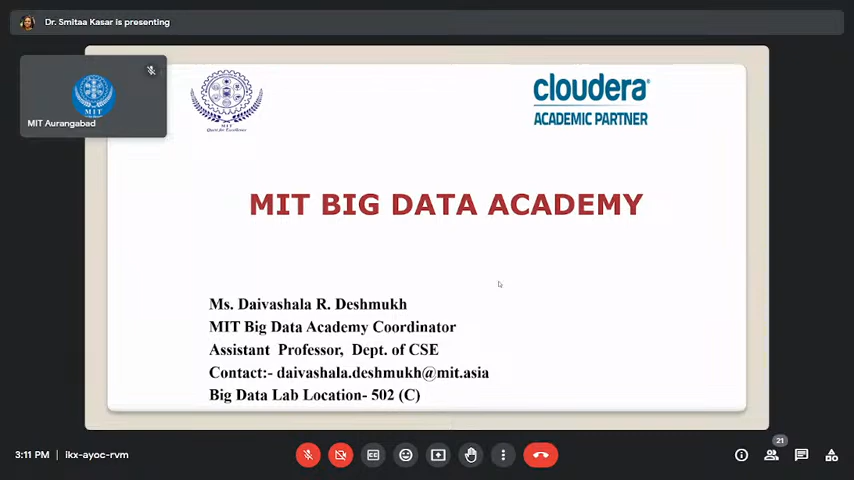 Dr. Smitaa Kasar is presenting
MIT Aurangabad
MIT
cloudera
ACADEMIC PARTNER
MIT BIG DATA ACADEMY
Ms. Daivashala R. Deshmukh
MIT Big Data Academy Coordinator
Assistant Professor, Dept. of CSE
Contact:- daivashala.deshmukh@mit.asia
Big Data Lab Location- 502 (C)
3:11 PM | ikx-ayoc-rvm
21